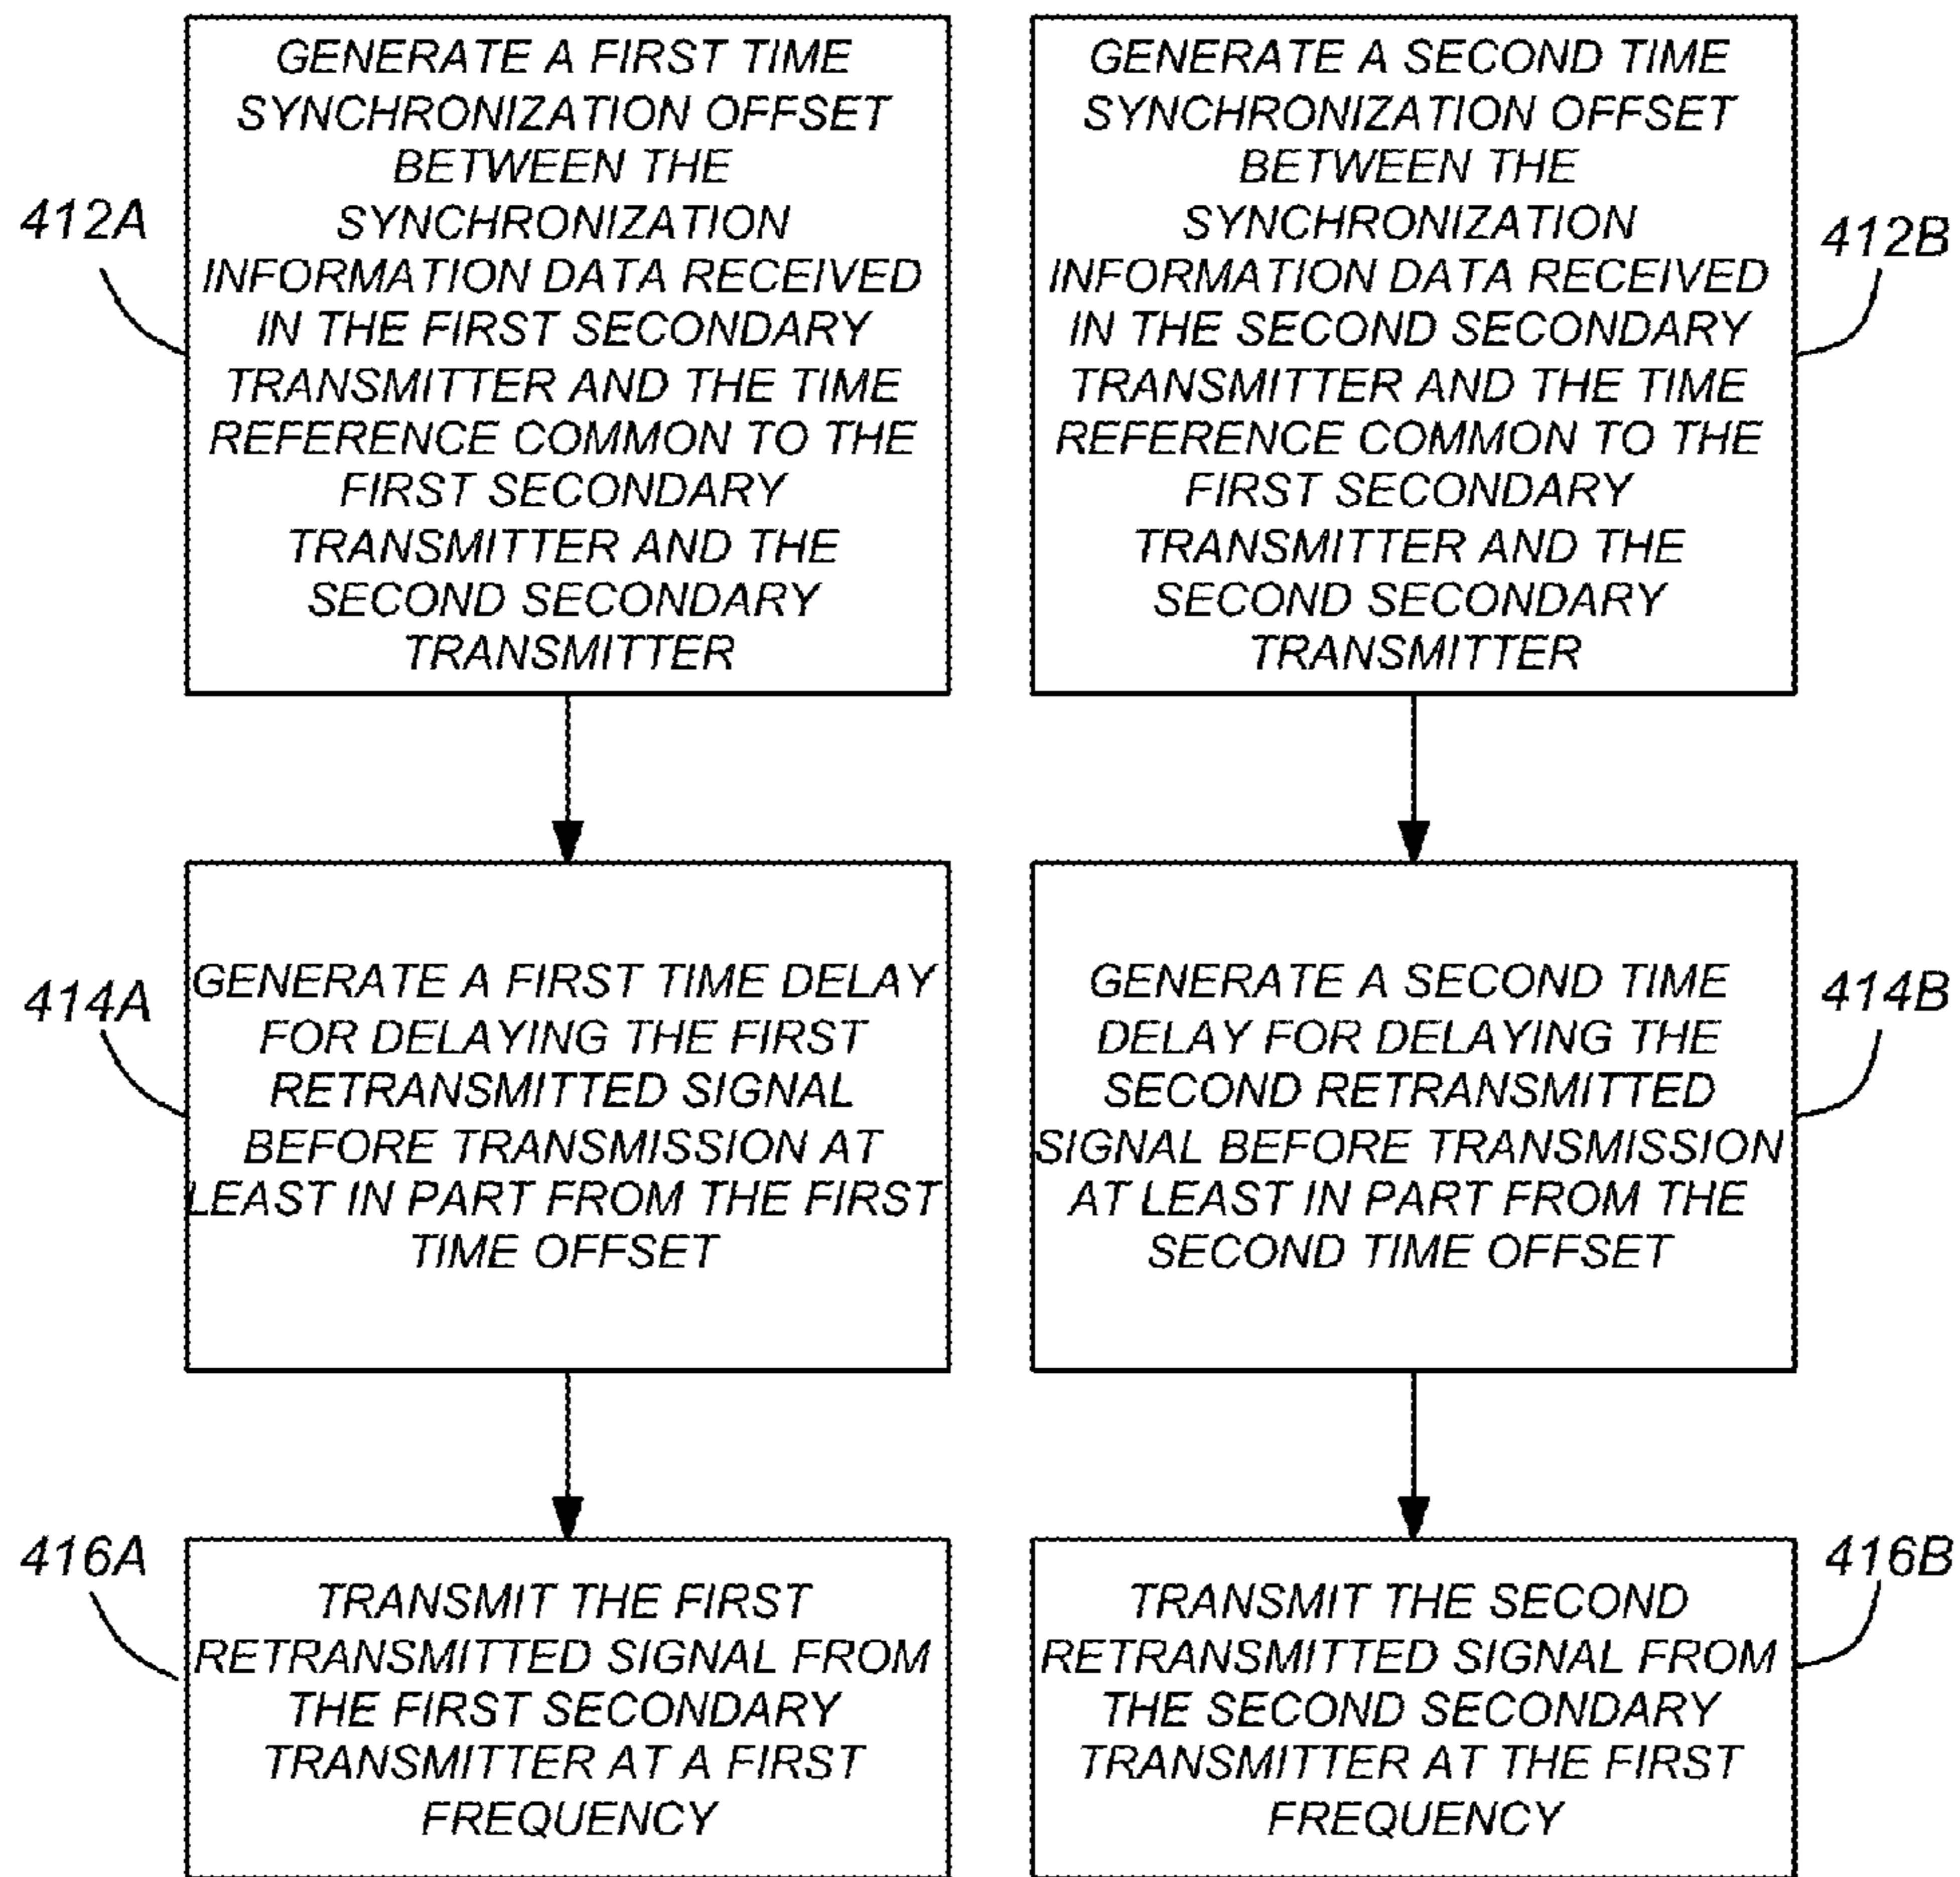 GENERATE A FIRST TIME
SYNCHRONIZATION OFFSET
BETWEEN THE
SYNCHRONIZATION
INFORMATION DATA RECEIVED
IN THE FIRST SECONDARY
TRANSMITTER AND THE TIME
REFERENCE COMMON TO THE
FIRST SECONDARY
TRANSMITTER AND THE
SECOND SECONDARY
TRANSMITTER
412A
GENERATE A SECOND TIME
SYNCHRONIZATION OFFSET
BETWEEN THE
SYNCHRONIZATION
INFORMATION DATA RECEIVED
IN THE SECOND SECONDARY
TRANSMITTER AND THE TIME
REFERENCE COMMON TO THE
FIRST SECONDARY
TRANSMITTER AND THE
SECOND SECONDARY
TRANSMITTER
412B
GENERATE A FIRST TIME DELAY
FOR DELAYING THE FIRST
RETRANSMITTED SIGNAL
BEFORE TRANSMISSION AT
LEAST IN PART FROM THE FIRST
TIME OFFSET
414A
GENERATE A SECOND TIME
DELAY FOR DELAYING THE
SECOND RETRANSMITTED
SIGNAL BEFORE TRANSMISSION
AT LEAST IN PART FROM THE
SECOND TIME OFFSET
414B
TRANSMIT THE FIRST
RETRANSMITTED SIGNAL FROM
THE FIRST SECONDARY
TRANSMITTER AT A FIRST
FREQUENCY
416A
TRANSMIT THE SECOND
RETRANSMITTED SIGNAL FROM
THE SECOND SECONDARY
TRANSMITTER AT THE FIRST
FREQUENCY
416B